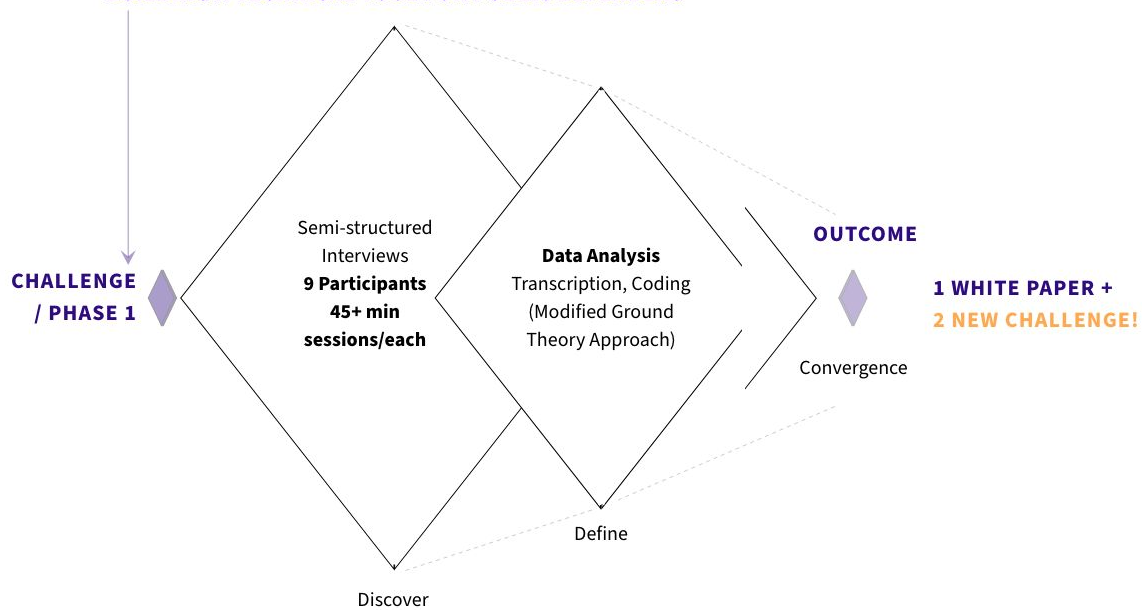 CHALLENGE
/ PHASE 1
Semi-structured
Interviews
9 Participants
45+ min
sessions/each
Discover
Data Analysis
Transcription, Coding
(Modified Ground
Theory Approach)
Define
OUTCOME
Convergence
1 WHITE PAPER +
2 NEW CHALLENGE!